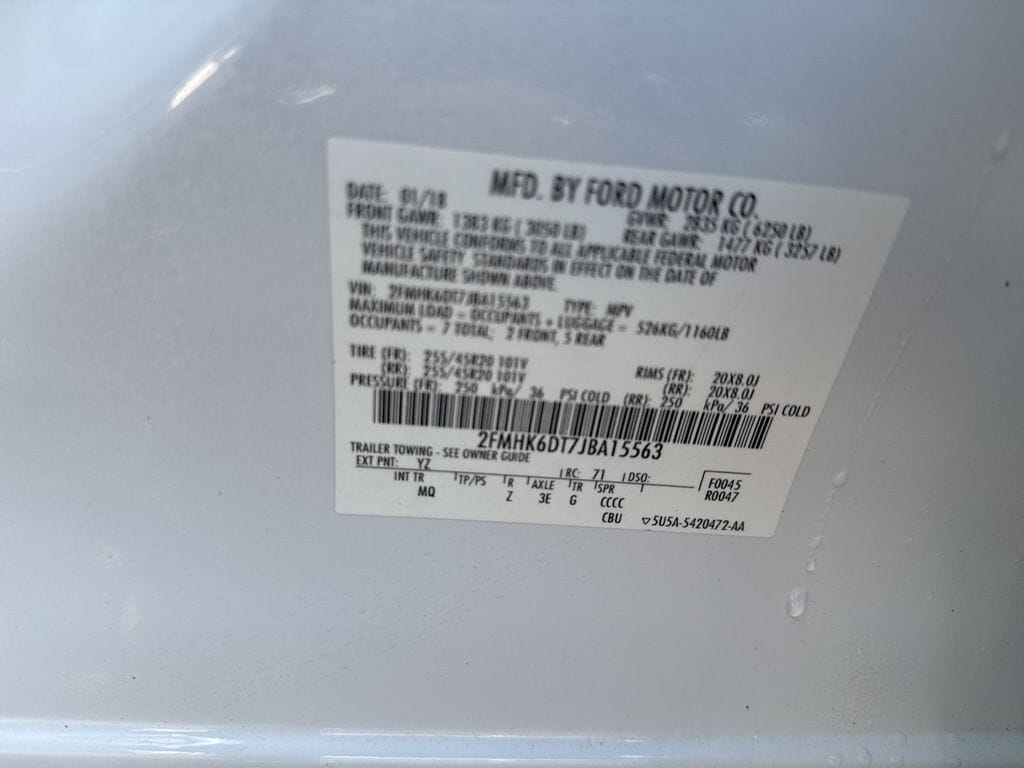 MFD. BY FORD MOTOR CO.
DATE: 01/18 GVWR: 2835 KG ( 6250 LB)
FRONT GAWR: 1383 KG ( 3050 LB) REAR GAWR: 1477 KG ( 3257 LB)
THIS VEHICLE CONFORMS TO ALL APPLICABLE FEDERAL MOTOR
VEHICLE SAFETY STANDARDS IN EFFECT ON THE DATE OF
MANUFACTURE SHOWN ABOVE.
VIN: 2FMHK6DT7JBA15563 TYPE: MPV
MAXIMUM LOAD = OCCUPANTS + LUGGAGE = 526KG/1160LB
OCCUPANTS = 7 TOTAL; 2 FRONT, 5 REAR
TIRE (FR): 255/45R20 101V RIMS (FR): 20X8.0J
(RR): 255/45R20 101V (RR): 20X8.0J
PRESSURE (FR): 250 kPa/ 36 PSI COLD (RR): 250 kPa/ 36 PSI COLD
2FMHK6DT7JBA15563
TRAILER TOWING - SEE OWNER GUIDE
EXT PNT: YZ RC: 71 DSO: F0045
INT TR TP/PS R AXLE TR SPR R0047
MQ Z 3E G CCCC
CBU ▽5U5A-5420472-AA